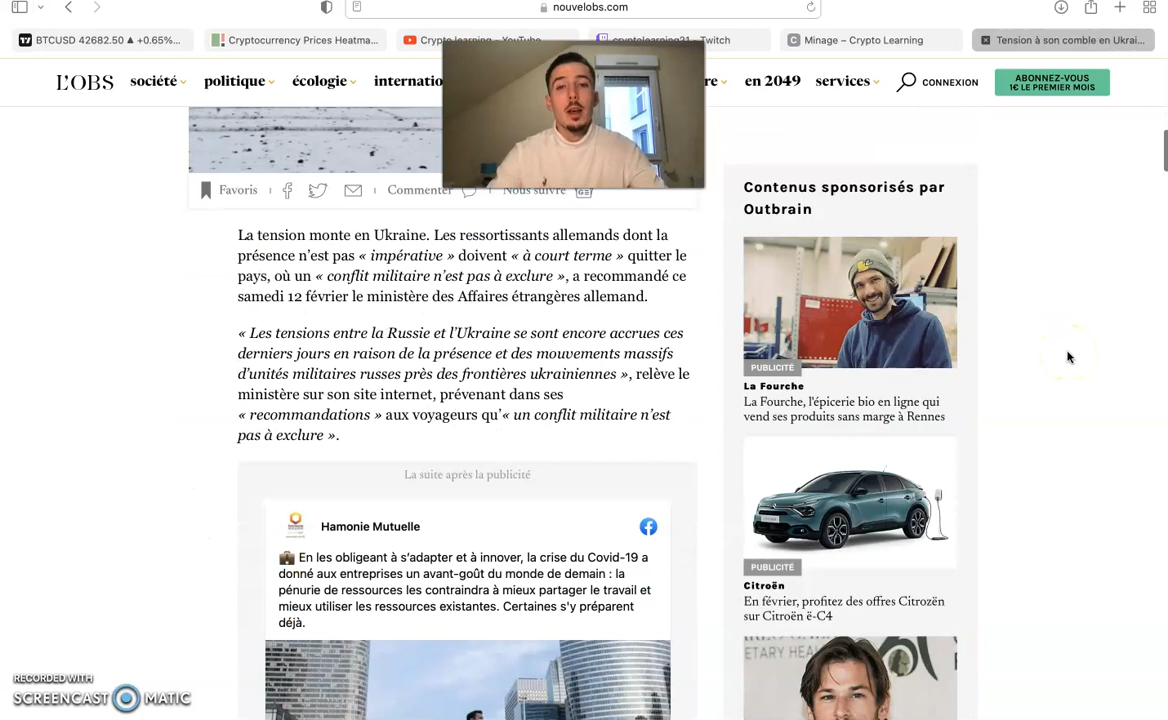 nouvelobs.com
BTCUSD 42682.50 ▲ +0.65%...
Cryptocurrency Prices Heatma...
Crypto learning - YouTube
cryptolearning21 - Twitch
Minage – Crypto Learning
Tension à son comble en Ukrai...
L'OBS société politique écologie internatio re en 2049 services CONNEXION
ABONNEZ-VOUS
1€ LE PREMIER MOIS
Favoris Commenter Nous suivre
La tension monte en Ukraine. Les ressortissants allemands dont la
présence n'est pas « impérative » doivent « à court terme » quitter le
pays, où un « conflit militaire n'est pas à exclure », a recommandé ce
samedi 12 février le ministère des Affaires étrangères allemand.
« Les tensions entre la Russie et l'Ukraine se sont encore accrues ces
derniers jours en raison de la présence et des mouvements massifs
d'unités militaires russes près des frontières ukrainiennes », relève le
ministère sur son site internet, prévenant dans ses
« recommandations » aux voyageurs qu'« un conflit militaire n'est
pas à exclure ».
La suite après la publicité
Hamonie Mutuelle
En les obligeant à s'adapter et à innover, la crise du Covid-19 a
donné aux entreprises un avant-goût du monde de demain : la
pénurie de ressources les contraindra à mieux partager le travail et
mieux utiliser les ressources existantes. Certaines s'y préparent
déjà.
Contenus sponsorisés par
Outbrain
PUBLICITÉ
La Fourche
La Fourche, l'épicerie bio en ligne qui
vend ses produits sans marge à Rennes
PUBLICITÉ
Citroën
En février, profitez des offres Citrozën
sur Citroën ë-C4
ETARY HEA
RECORDED WITH
SCREENCAST MATIC